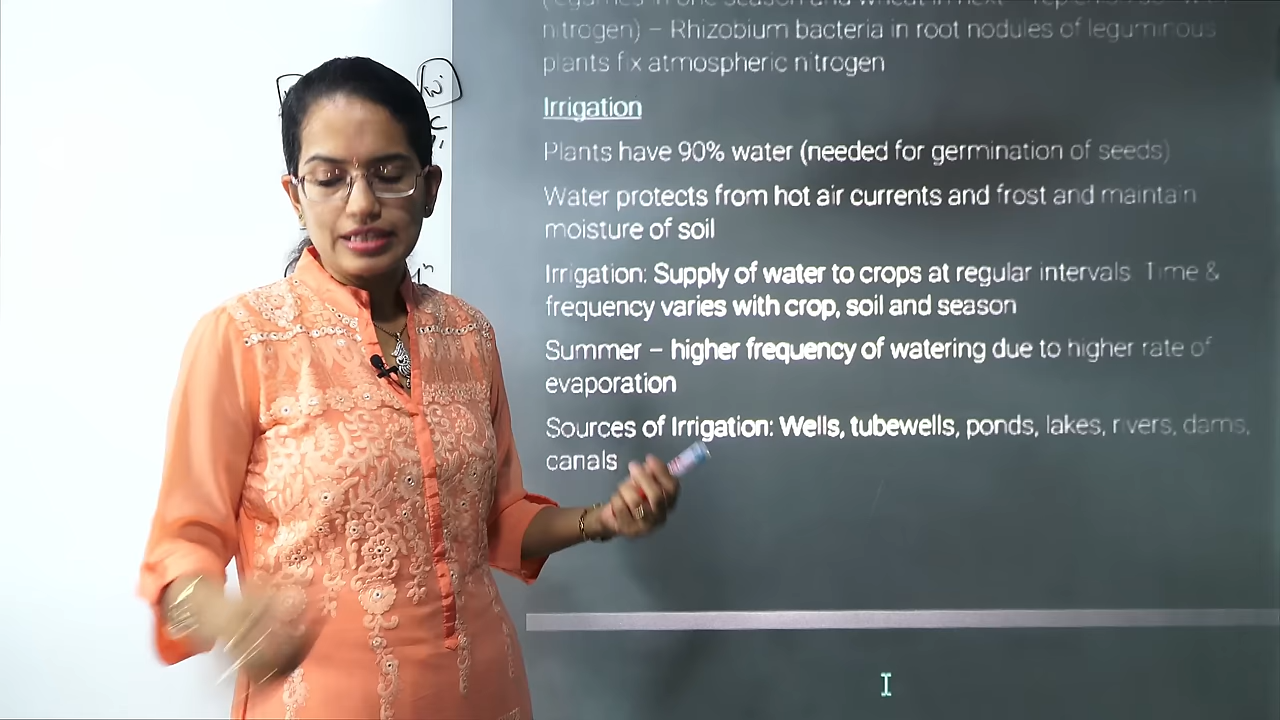 nitrogen) – Rhizobium bacteria in root nodules of leguminous
plants fix atmospheric nitrogen
Irrigation
Plants have 90% water (needed for germination of seeds)
Water protects from hot air currents and frost and maintain
moisture of soil
Irrigation: Supply of water to crops at regular intervals. Time &
frequency varies with crop, soil and season
Summer – higher frequency of watering due to higher rate of
evaporation
Sources of Irrigation: Wells, tubewells, ponds, lakes, rivers, dams,
canals